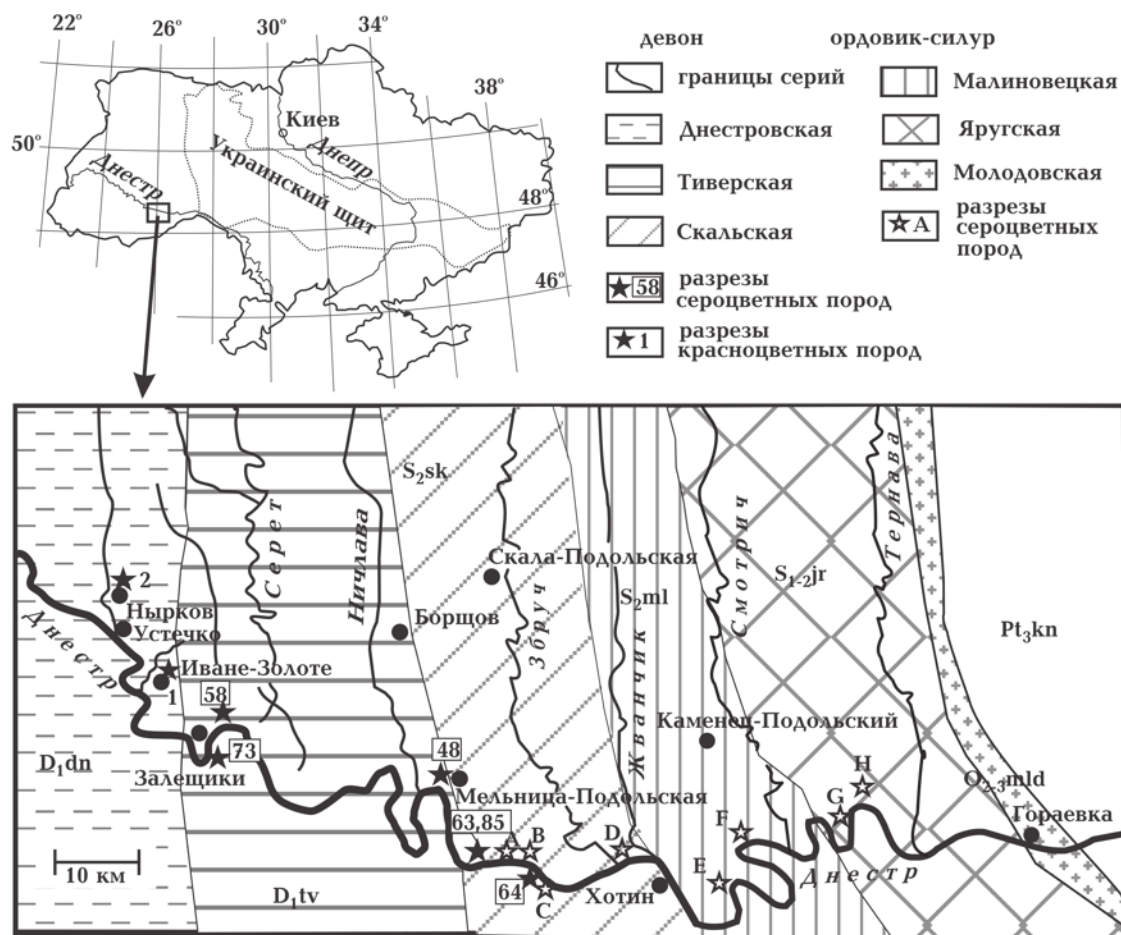 22°
26°
30°
34°
38°
50°
48°
46°
Киев
Днепр
Днестр
Украинский щит
девон
границы серий
Днестровская
Тиверская
Скальская
58
разрезы
сероцветных пород
1
разрезы
красноцветных пород
ордовик-силур
Малиновецкая
Яругская
Молодовская
A
разрезы
сероцветных
пород
S₂sk
Серет
Ничлава
Скала-Подольская
Борщов
Збруч
S₂ml
Жванчик
Смотрич
S₁₋₂jr
Тернава
Pt₃kn
2
Нырков
Устечко
Днестр
Иване-Золоте
1
58
73
Залещики
D₁dn
48
Мельница-Подольская
63,85
A
B
64
C
D
Хотин
Каменец-Подольский
F
E
G
H
Днестр
O₂₋₃mld
Гораевка
10 км
D₁tv